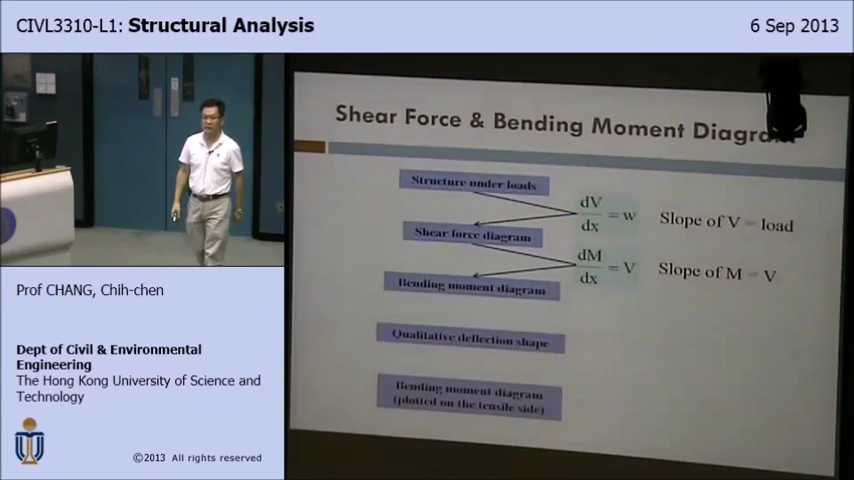 CIVL3310-L1: Structural Analysis
6 Sep 2013
Shear Force & Bending Moment Diagram
Structure under loads
dV
dx
= w
Slope of V = load
Shear force diagram
dM
dx
= V
Slope of M = V
Bending moment diagram
Qualitative deflection shape
Bending moment diagram
(plotted on the tensile side)
Prof CHANG, Chih-chen
Dept of Civil & Environmental
Engineering
The Hong Kong University of Science and
Technology
©2013 All rights reserved